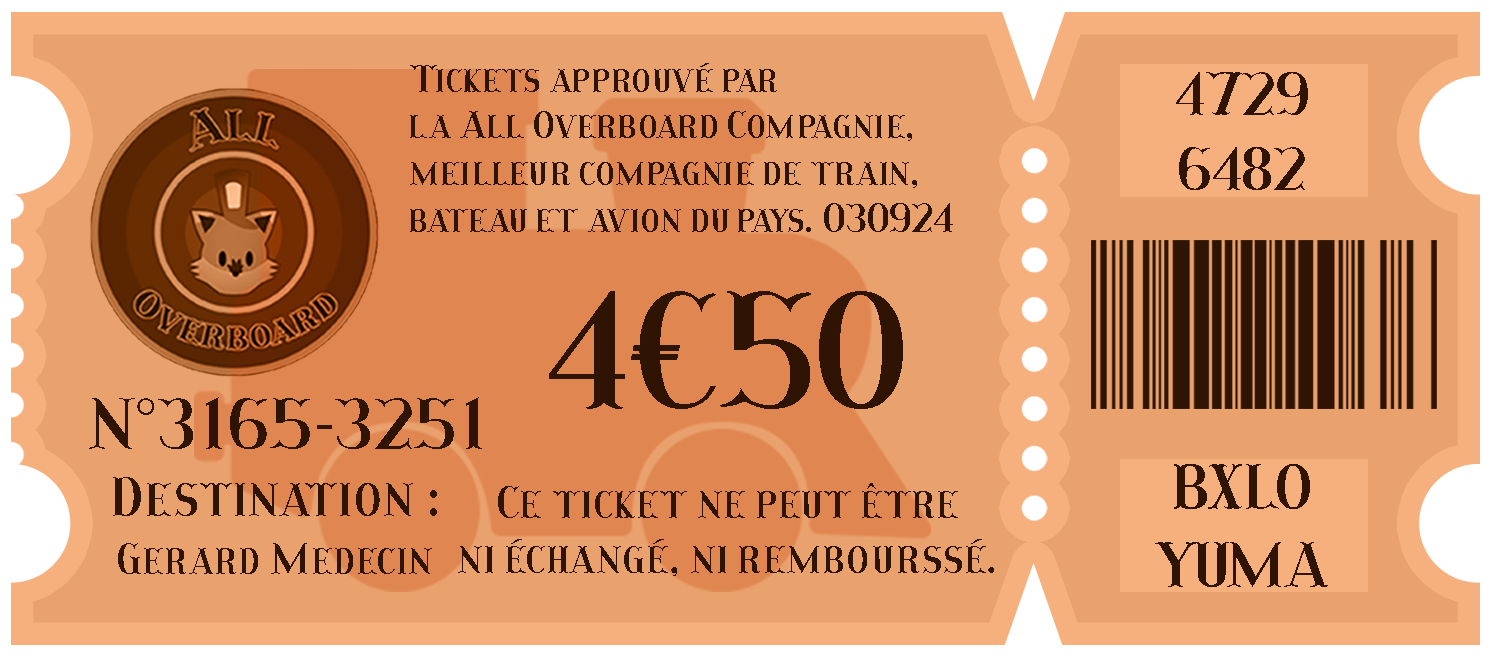 Tickets approuvé par
la All Overboard Compagnie,
meilleur compagnie de train,
bateau et avion du pays. 030924
All
Overboard
4€50
N°3165-3251
Destination :
Gerard Medecin
Ce ticket ne peut être
ni échangé, ni rembourssé.
4729
6482
BXLO
YUMA